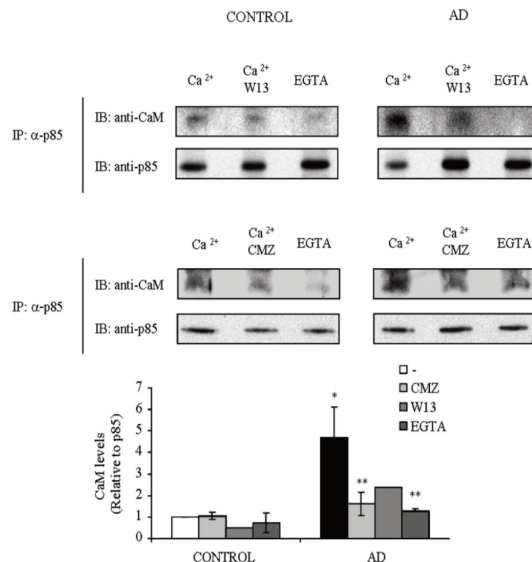 CONTROL AD
Ca 2+ Ca 2+ W13 EGTA Ca 2+ Ca 2+ W13 EGTA
IP: α-p85
IB: anti-CaM
IB: anti-p85
Ca 2+ Ca 2+ CMZ EGTA Ca 2+ Ca 2+ CMZ EGTA
IP: α-p85
IB: anti-CaM
IB: anti-p85
CaM levels
(Relative to p85)
7
6
5
4
3
2
1
0
*
**
**
-
CMZ
W13
EGTA
CONTROL AD